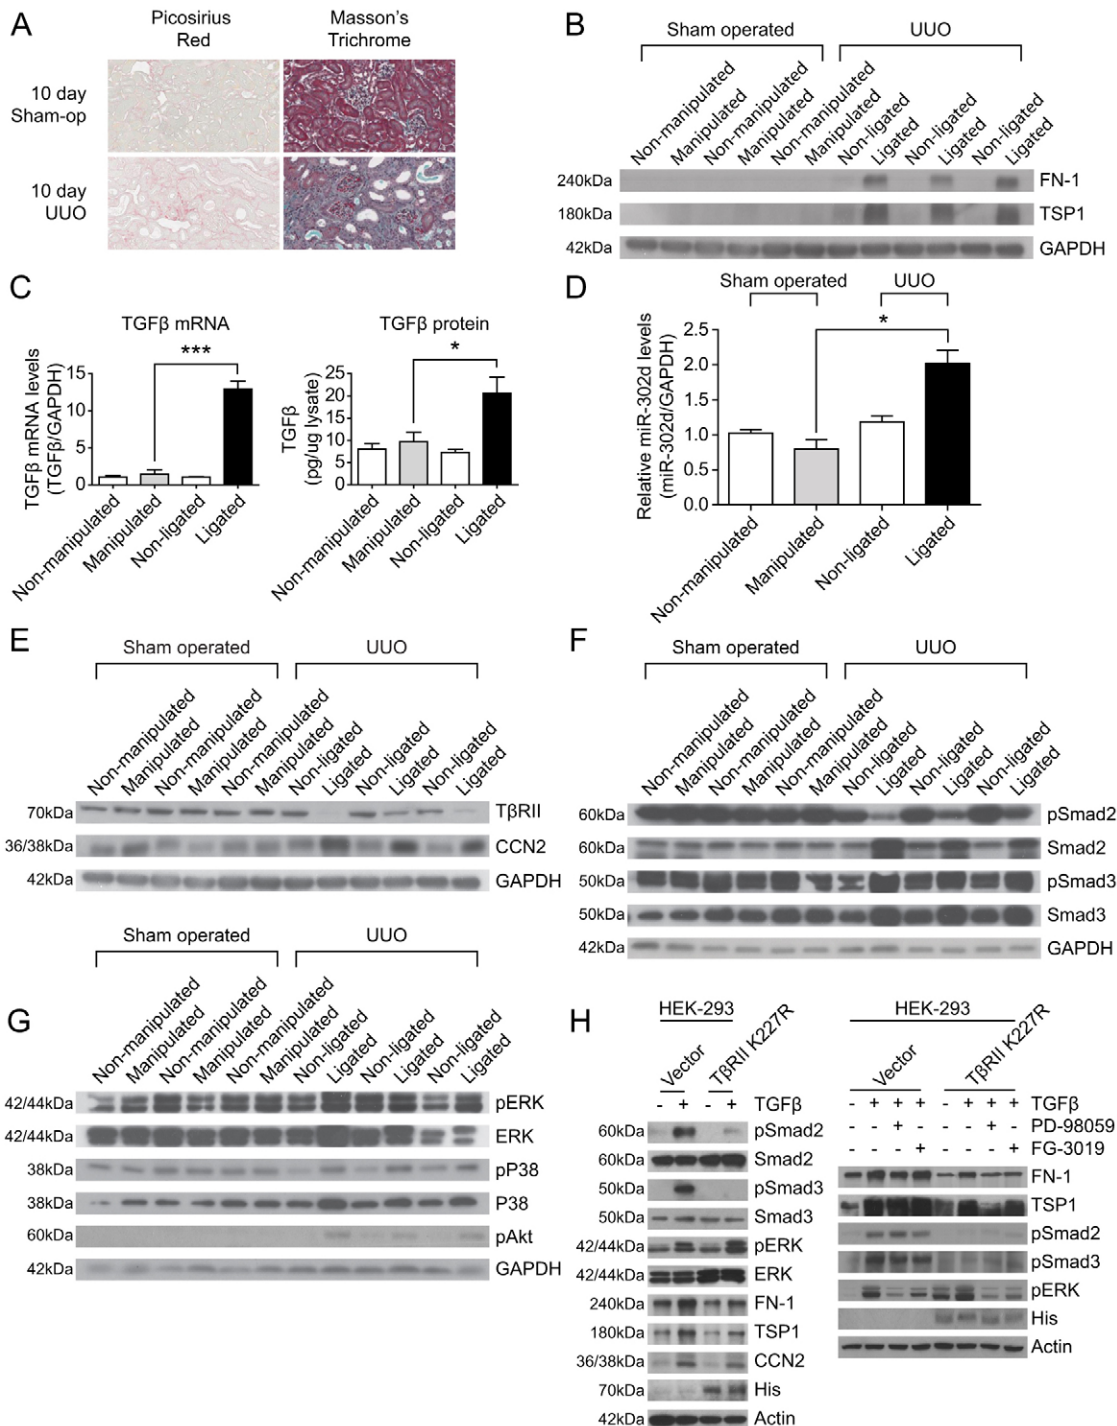 A
Picosirius
Red
Masson's
Trichrome
10 day
Sham-op
10 day
UUO
B
Sham operated
UUO
Non-manipulated
Manipulated
Non-manipulated
Manipulated
Non-manipulated
Manipulated
Non-ligated
Ligated
Non-ligated
Ligated
Non-ligated
Ligated
240kDa
FN-1
180kDa
TSP1
42kDa
GAPDH
C
TGFβ mRNA
***
TGFβ mRNA levels
(TGFβ/GAPDH)
15
10
5
0
Non-manipulated
Manipulated
Non-ligated
Ligated
TGFβ protein
*
TGFβ
(pg/ug lysate)
25
20
15
10
5
0
Non-manipulated
Manipulated
Non-ligated
Ligated
D
Sham operated
UUO
*
Relative miR-302d levels
(miR-302d/GAPDH)
2.5
2.0
1.5
1.0
0.5
0.0
Non-manipulated
Manipulated
Non-ligated
Ligated
E
Sham operated
UUO
Non-manipulated
Manipulated
Non-manipulated
Manipulated
Non-manipulated
Manipulated
Non-ligated
Ligated
Non-ligated
Ligated
Non-ligated
Ligated
70kDa
TβRII
36/38kDa
CCN2
42kDa
GAPDH
F
Sham operated
UUO
Non-manipulated
Manipulated
Non-manipulated
Manipulated
Non-manipulated
Manipulated
Non-ligated
Ligated
Non-ligated
Ligated
Non-ligated
Ligated
60kDa
pSmad2
60kDa
Smad2
50kDa
pSmad3
50kDa
Smad3
42kDa
GAPDH
G
Sham operated
UUO
Non-manipulated
Manipulated
Non-manipulated
Manipulated
Non-manipulated
Manipulated
Non-ligated
Ligated
Non-ligated
Ligated
Non-ligated
Ligated
42/44kDa
pERK
42/44kDa
ERK
38kDa
pP38
38kDa
P38
60kDa
pAkt
42kDa
GAPDH
H
HEK-293
Vector
TβRII K227R
- + - + TGFβ
60kDa
pSmad2
60kDa
Smad2
50kDa
pSmad3
50kDa
Smad3
42/44kDa
pERK
42/44kDa
ERK
240kDa
FN-1
180kDa
TSP1
36/38kDa
CCN2
70kDa
His
42kDa
Actin
HEK-293
Vector
TβRII K227R
- + + + - + + + TGFβ
- - + - - - + - PD-98059
- - - + - - - + FG-3019
FN-1
TSP1
pSmad2
pSmad3
pERK
His
Actin